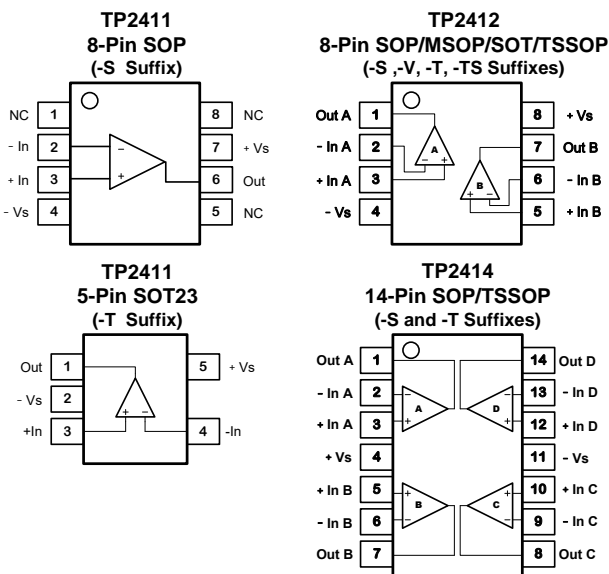 TP2411
8-Pin SOP
(-S Suffix)
NC 1
- In 2
+ In 3
- Vs 4
8 NC
7 + Vs
6 Out
5 NC
− +
TP2412
8-Pin SOP/MSOP/SOT/TSSOP
(-S ,-V, -T, -TS Suffixes)
Out A 1
- In A 2
+ In A 3
- Vs 4
8 + Vs
7 Out B
6 - In B
5 + In B
A
− +
B
+ −
TP2411
5-Pin SOT23
(-T Suffix)
Out 1
- Vs 2
+In 3
5 + Vs
4 -In
+ −
TP2414
14-Pin SOP/TSSOP
(-S and -T Suffixes)
Out A 1
- In A 2
+ In A 3
+ Vs 4
+ In B 5
- In B 6
Out B 7
14 Out D
13 - In D
12 + In D
11 - Vs
10 + In C
9 - In C
8 Out C
− A +
− D +
+ B −
+ C −